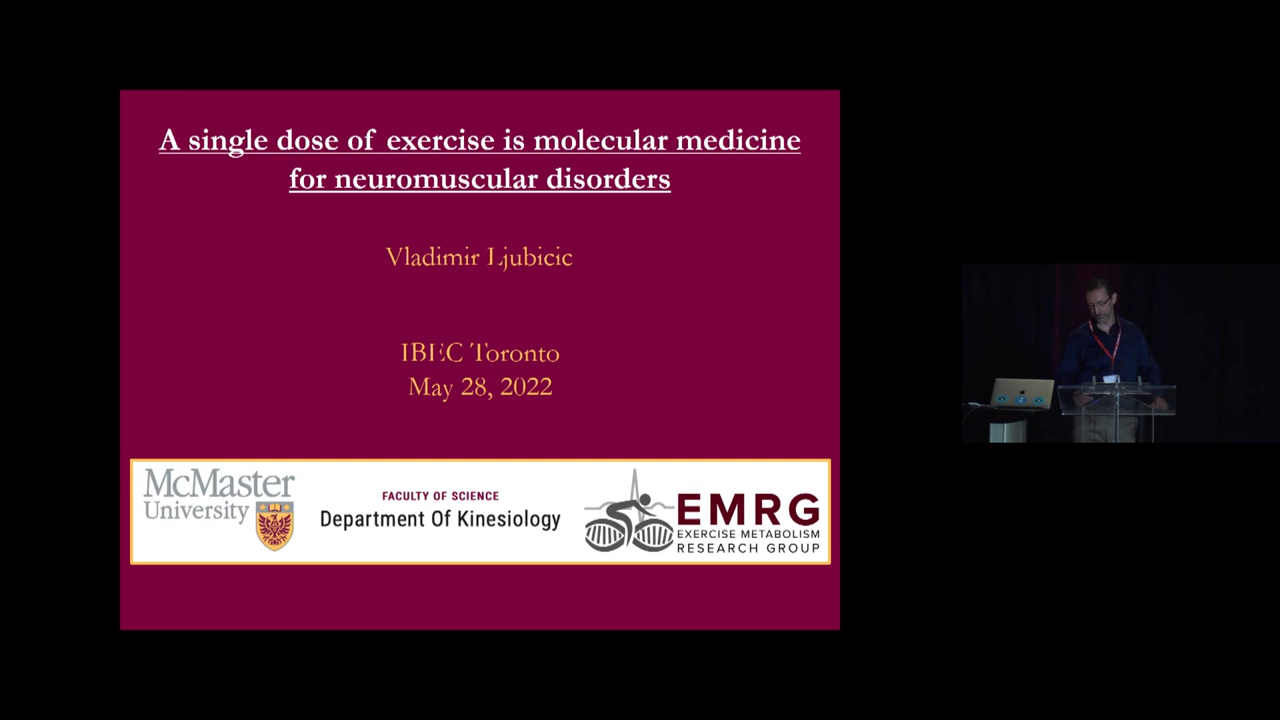 A single dose of exercise is molecular medicine
for neuromuscular disorders
Vladimir Ljubicic
IBEC Toronto
May 28, 2022
McMaster
University
FACULTY OF SCIENCE
Department Of Kinesiology
EMRG
EXERCISE METABOLISM
RESEARCH GROUP